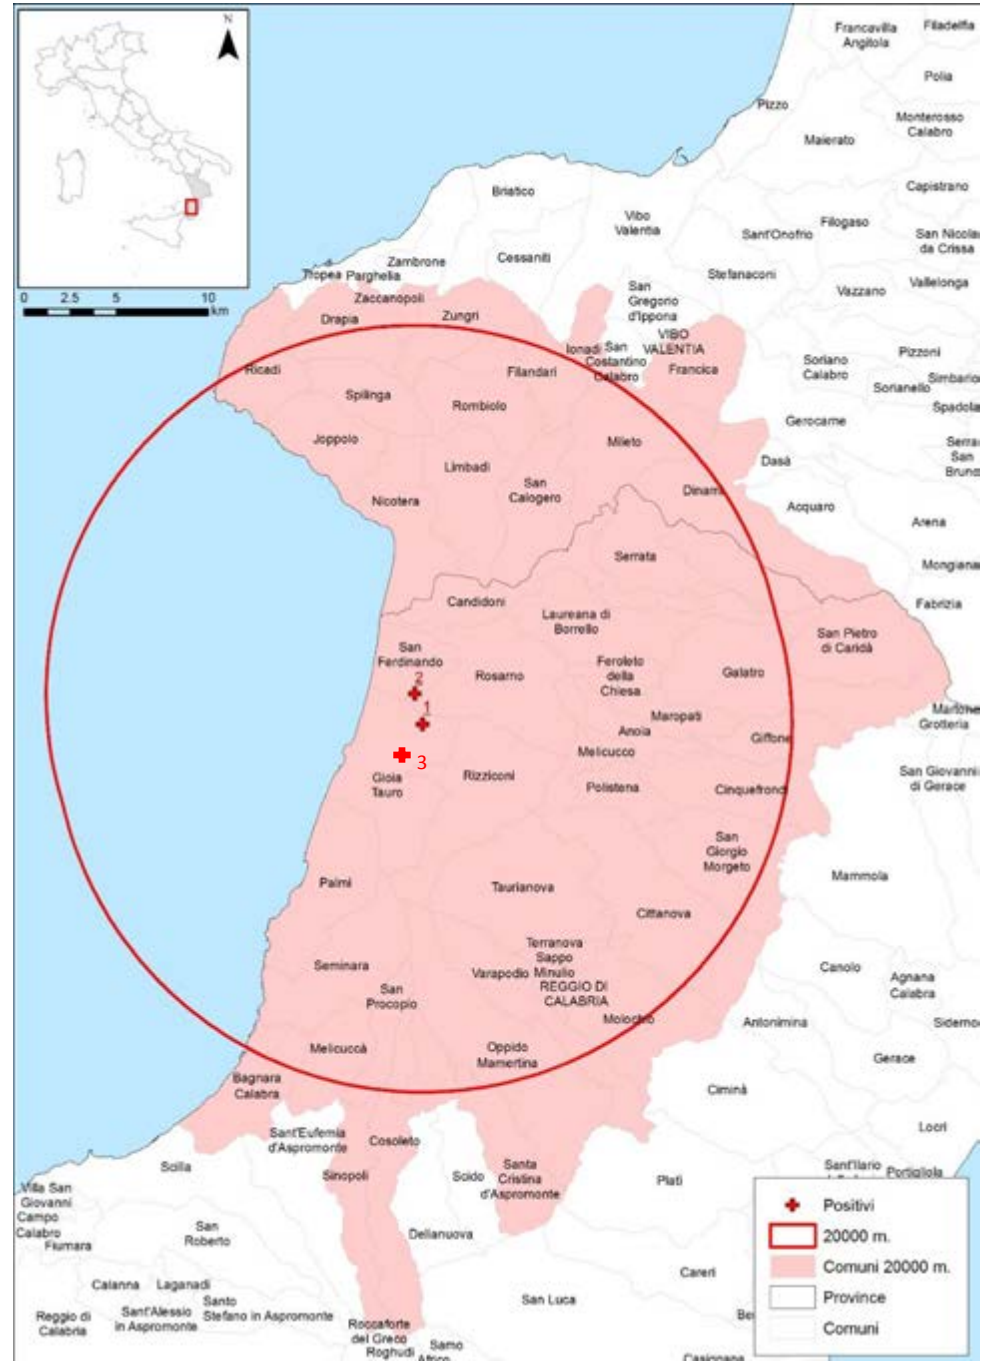 N
0 2.5 5 10
km
Francavilla
Angitola
Filadelfia
Polia
Pizzo
Monterosso
Calabro
Maierato
Capistrano
Briatico
Vibo
Valentia
Filogaso
Sant'Onofrio
San Nicola
da Crissa
Zambrone
Cessaniti
Tropea Parghelia
Stefanaconi
Vallelonga
Vazzano
Zaccanopoli
San
Gregorio
d'Ippona
Drapia
Zungri
VIBO
VALENTIA
Ionadi San
Costantino
Calabro
Francica
Soriano
Calabro
Pizzoni
Simbario
Sorianello
Spadola
Ricadi
Filandari
Spilinga
Rombiolo
Gerocarne
Joppolo
Mileto
Serra
San
Bruno
Dasà
Limbadi
San
Calogero
Dinami
Nicotera
Acquaro
Arena
Serrata
Mongiana
Candidoni
Fabrizia
Laureana di
Borrello
San Pietro
di Caridà
San
Ferdinando
Rosarno
Feroleto
della
Chiesa
Galatro
2
1
3
Maropati
Anoia
Martone
Grotteria
Giffone
Melicucco
Gioia
Tauro
Rizziconi
Polistena
Cinquefrondi
San Giovanni
di Gerace
San
Giorgio
Morgeto
Palmi
Taurianova
Mammola
Cittanova
Terranova
Sappo
Minulio
Varapodio
REGGIO DI
CALABRIA
Seminara
San
Procopio
Canolo
Agnana
Calabra
Molochio
Antonimina
Siderno
Melicuccà
Oppido
Mamertina
Gerace
Bagnara
Calabra
Ciminà
Locri
Sant'Eufemia
d'Aspromonte
Cosoleto
Scilla
Sinopoli
Scido
Santa
Cristina
d'Aspromonte
Platì
Sant'Ilario
Portigliola
Villa San
Giovanni
Campo
Calabro
Fiumara
San
Roberto
Delianuova
Careri
Calanna
Laganadi
San Luca
Reggio di
Calabria
Sant'Alessio
in Aspromonte
Santo
Stefano in Aspromonte
Roccaforte
del Greco
Roghudi
Samo
Africo
Casignana
Positivi
20000 m.
Comuni 20000 m.
Province
Comuni